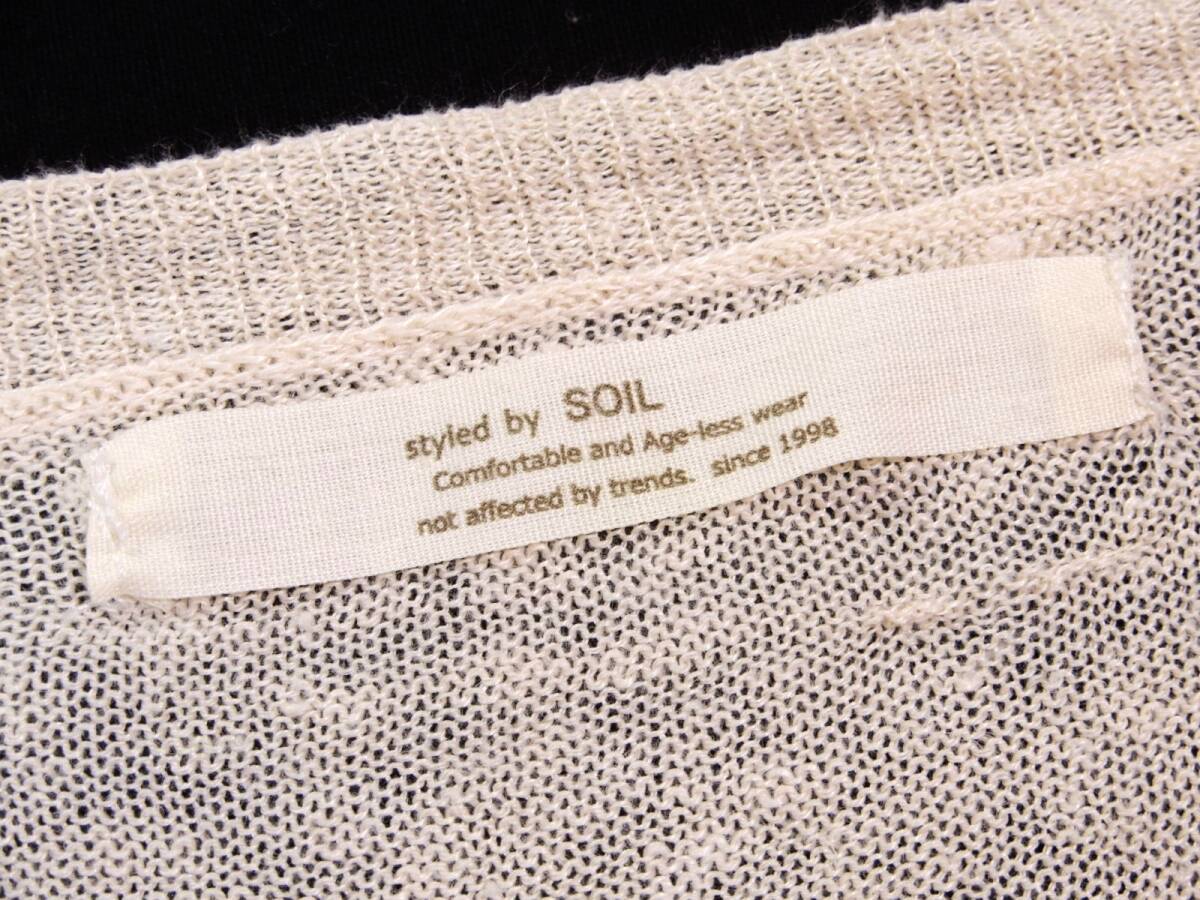 styled by SOIL
Comfortable and Age-less wear
not affected by trends. since 1998